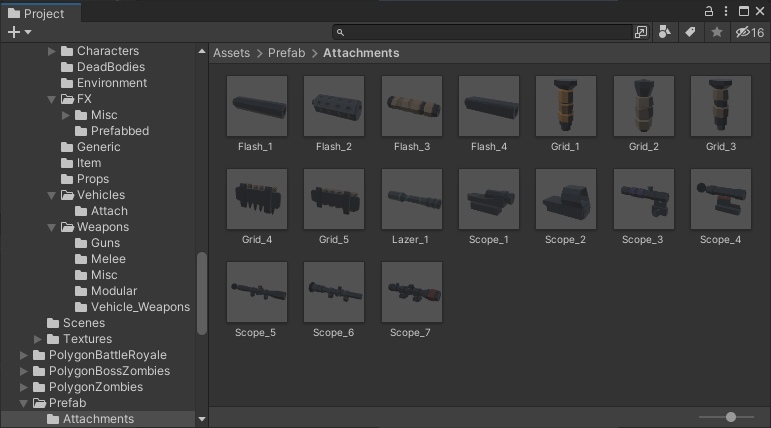 Project
16
Characters
DeadBodies
Environment
FX
Misc
Prefabbed
Generic
Item
Props
Vehicles
Attach
Weapons
Guns
Melee
Misc
Modular
Vehicle_Weapons
Scenes
Textures
PolygonBattleRoyale
PolygonBossZombies
PolygonZombies
Prefab
Attachments
Assets > Prefab > Attachments
Flash_1 Flash_2 Flash_3 Flash_4 Grid_1 Grid_2 Grid_3
Grid_4 Grid_5 Lazer_1 Scope_1 Scope_2 Scope_3 Scope_4
Scope_5 Scope_6 Scope_7